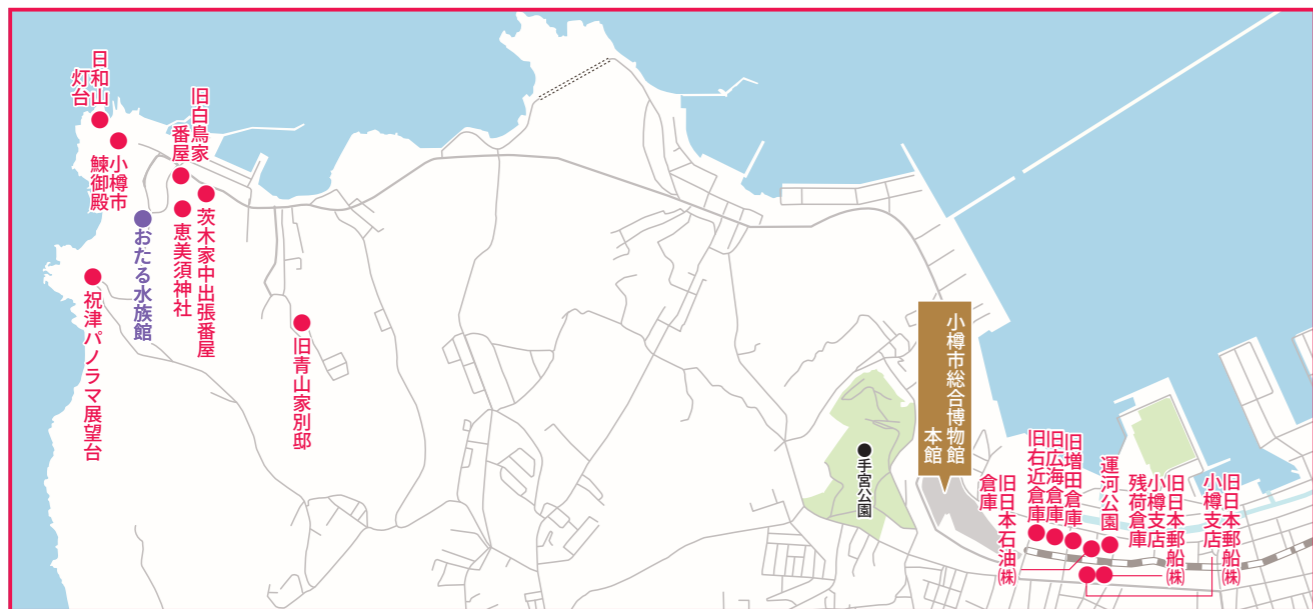 日和山
灯台
小樽市
鰊御殿
旧白鳥家
番屋
恵美須神社
茨木家中出張番屋
おたる水族館
祝津パノラマ展望台
旧青山家別邸
手宮公園
小樽市総合博物館
本館
旧日本石油㈱
倉庫
旧右近倉庫
旧広海倉庫
旧増田倉庫
運河公園
旧日本郵船㈱
小樽支店
残荷倉庫
旧日本郵船㈱
小樽支店